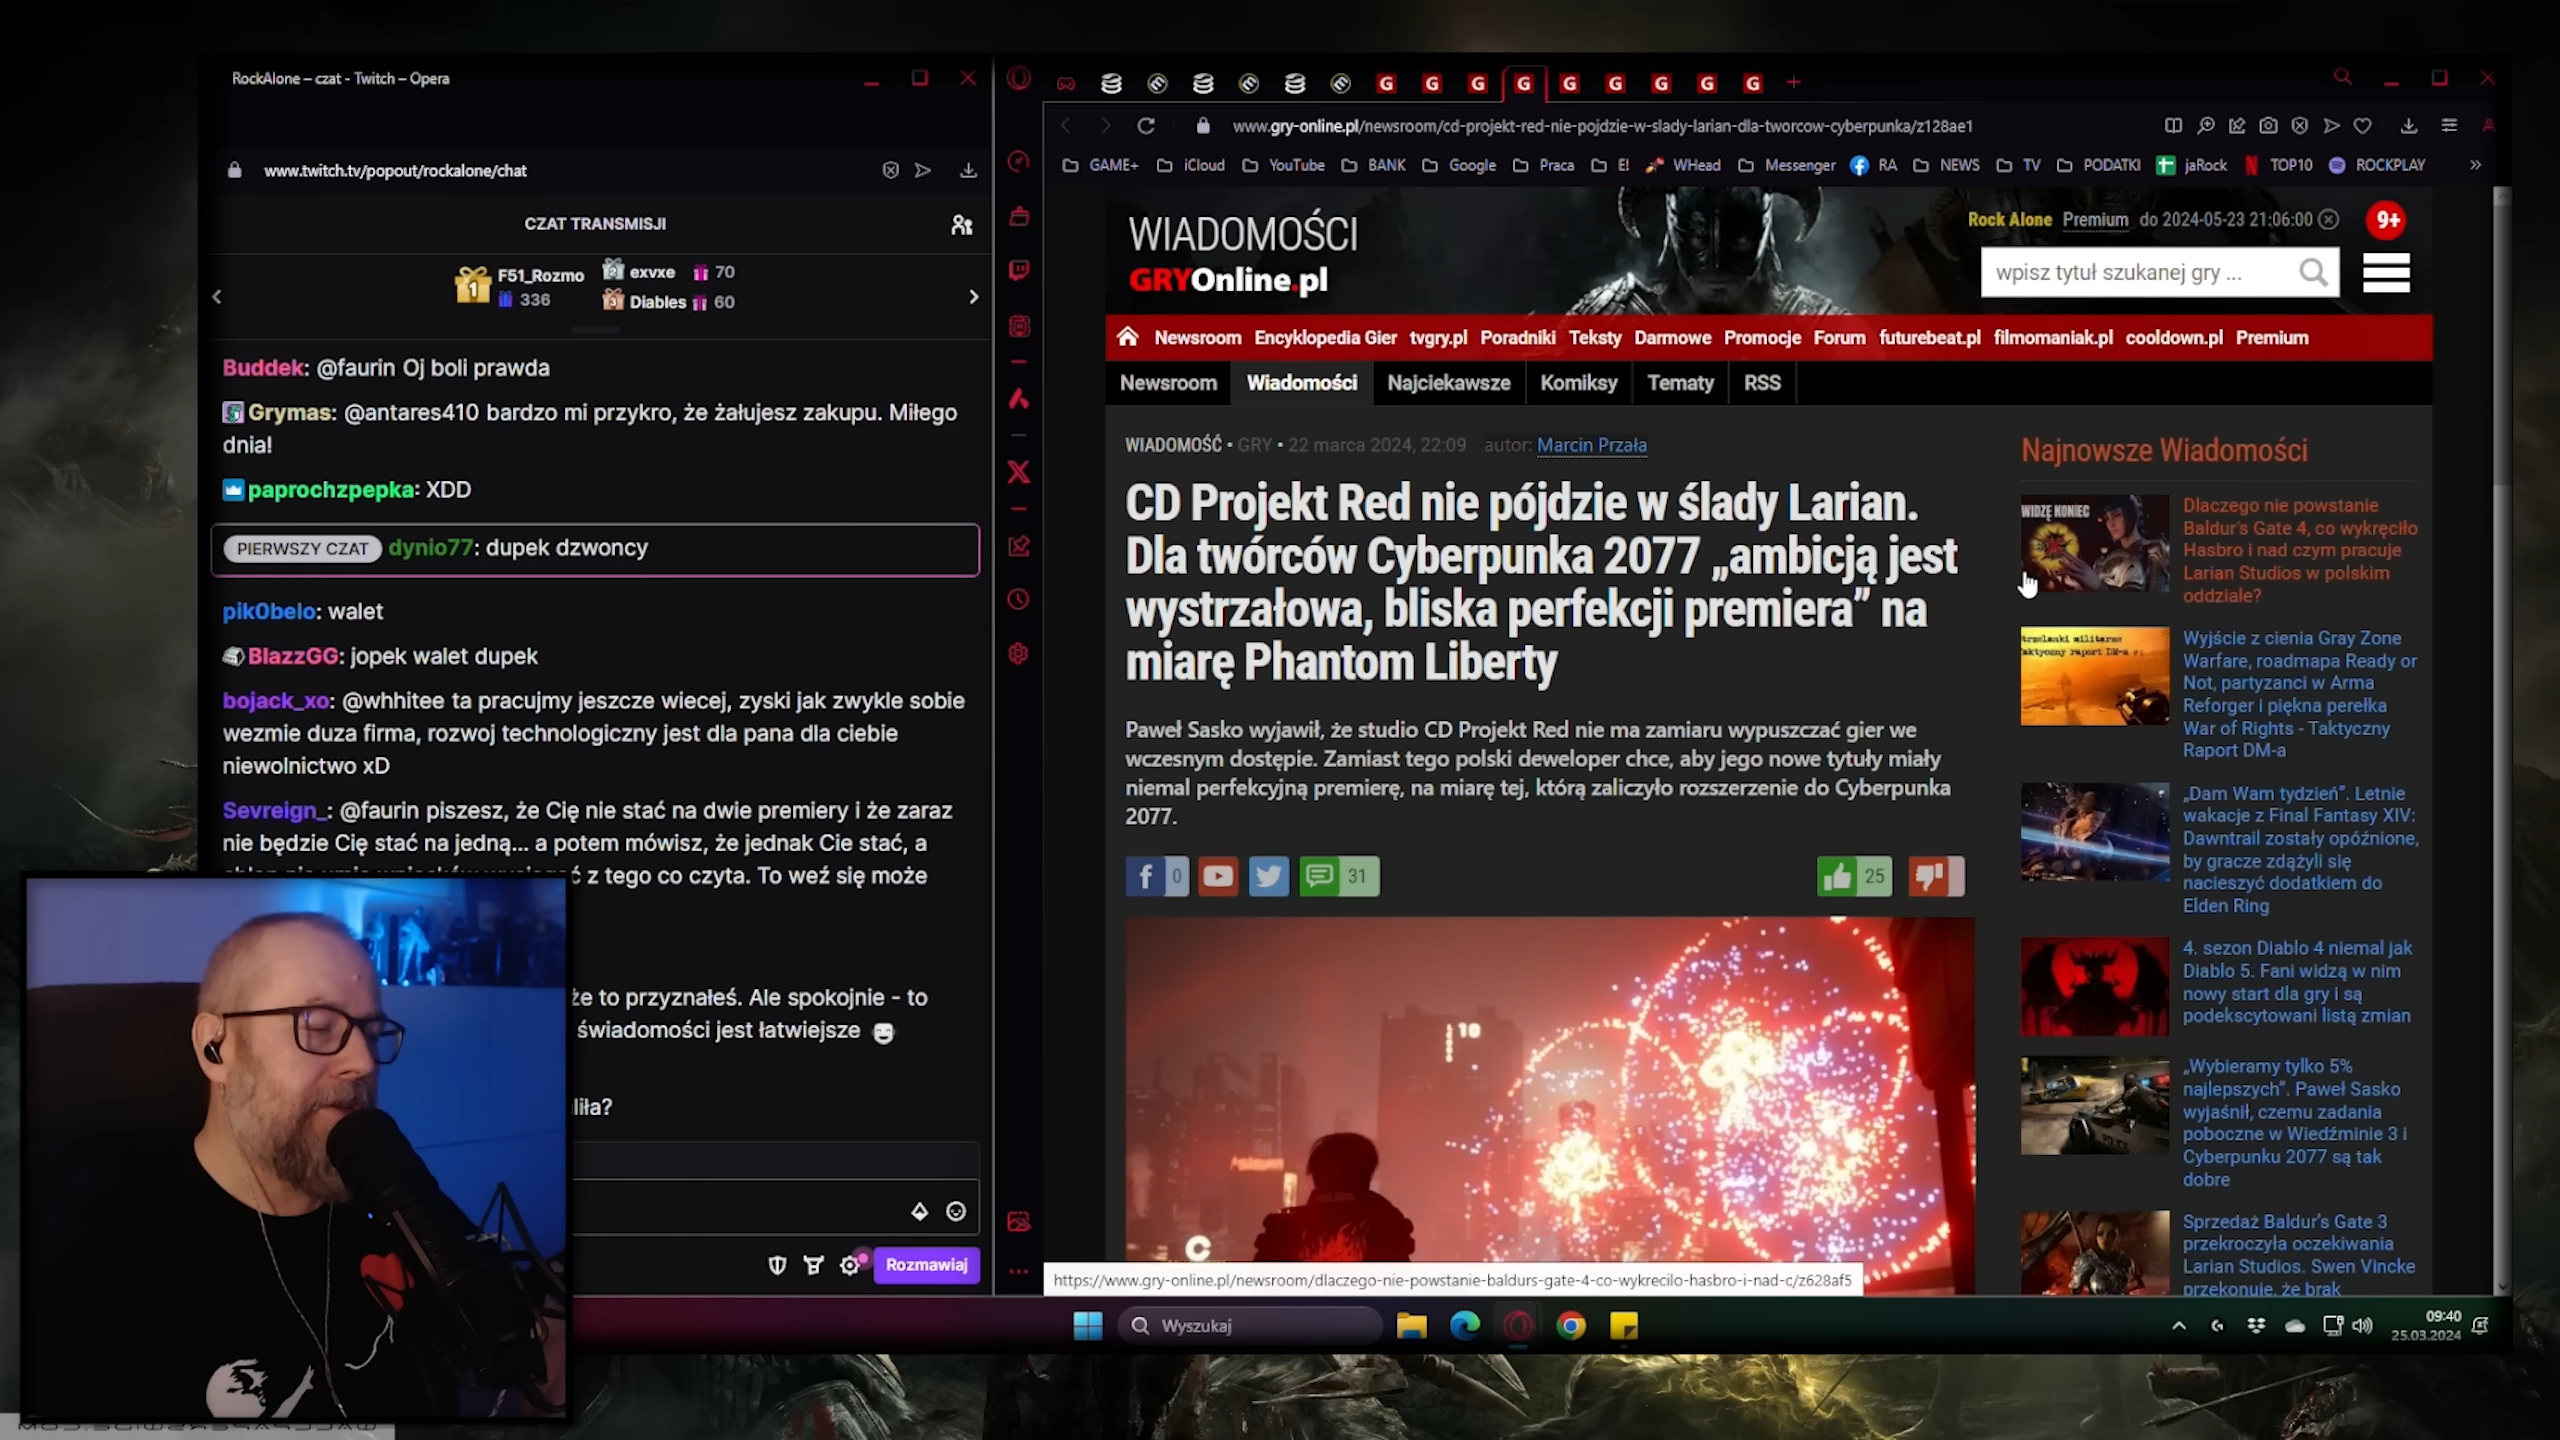 RockAlone – czat - Twitch – Opera
www.twitch.tv/popout/rockalone/chat
CZAT TRANSMISJI
1 F51_Rozmo 336
2 exvxe 70
3 Diables 60
Buddek: @faurin Oj boli prawda
Grymas: @antares410 bardzo mi przykro, że żałujesz zakupu. Miłego
dnia!
paprochzpepka: XDD
PIERWSZY CZAT dynio77: dupek dzwoncy
pik0belo: walet
BlazzGG: jopek walet dupek
bojack_xo: @whhitee ta pracujmy jeszcze wiecej, zyski jak zwykle sobie
wezmie duza firma, rozwoj technologiczny jest dla pana dla ciebie
niewolnictwo xD
Sevreign_: @faurin piszesz, że Cię nie stać na dwie premiery i że zaraz
nie będzie Cię stać na jedną... a potem mówisz, że jednak Cie stać, a
z tego co czyta. To weź się może
że to przyznałeś. Ale spokojnie - to
świadomości jest łatwiejsze
liła?
Rozmawiaj
www.gry-online.pl/newsroom/cd-projekt-red-nie-pojdzie-w-slady-larian-dla-tworcow-cyberpunka/z128ae1
GAME+ iCloud YouTube BANK Google Praca E! WHead Messenger RA NEWS TV PODATKI jaRock TOP10 ROCKPLAY »
WIADOMOŚCI
GRYOnline.pl
Rock Alone Premium do 2024-05-23 21:06:00
9+
wpisz tytuł szukanej gry ...
Newsroom Encyklopedia Gier tvgry.pl Poradniki Teksty Darmowe Promocje Forum futurebeat.pl filmomaniak.pl cooldown.pl Premium
Newsroom Wiadomości Najciekawsze Komiksy Tematy RSS
WIADOMOŚĆ • GRY • 22 marca 2024, 22:09 autor: Marcin Przała
CD Projekt Red nie pójdzie w ślady Larian.
Dla twórców Cyberpunka 2077 „ambicją jest
wystrzałowa, bliska perfekcji premiera” na
miarę Phantom Liberty
Paweł Sasko wyjawił, że studio CD Projekt Red nie ma zamiaru wypuszczać gier we
wczesnym dostępie. Zamiast tego polski deweloper chce, aby jego nowe tytuły miały
niemal perfekcyjną premierę, na miarę tej, którą zaliczyło rozszerzenie do Cyberpunka
2077.
0 31 25
10
Najnowsze Wiadomości
WIDZĘ KONIEC
Dlaczego nie powstanie
Baldur's Gate 4, co wykręciło
Hasbro i nad czym pracuje
Larian Studios w polskim
oddziale?
Wyjście z cienia Gray Zone
Warfare, roadmapa Ready or
Not, partyzanci w Arma
Reforger i piękna perełka
War of Rights - Taktyczny
Raport DM-a
„Dam Wam tydzień”. Letnie
wakacje z Final Fantasy XIV:
Dawntrail zostały opóźnione,
by gracze zdążyli się
nacieszyć dodatkiem do
Elden Ring
4. sezon Diablo 4 niemal jak
Diablo 5. Fani widzą w nim
nowy start dla gry i są
podekscytowani listą zmian
„Wybieramy tylko 5%
najlepszych”. Paweł Sasko
wyjaśnił, czemu zadania
poboczne w Wiedźminie 3 i
Cyberpunku 2077 są tak
dobre
Sprzedaż Baldur's Gate 3
przekroczyła oczekiwania
Larian Studios. Swen Vincke
przekonuje, że brak
https://www.gry-online.pl/newsroom/dlaczego-nie-powstanie-baldurs-gate-4-co-wykrecilo-hasbro-i-nad-c/z628af5
Wyszukaj
09:40
25.03.2024